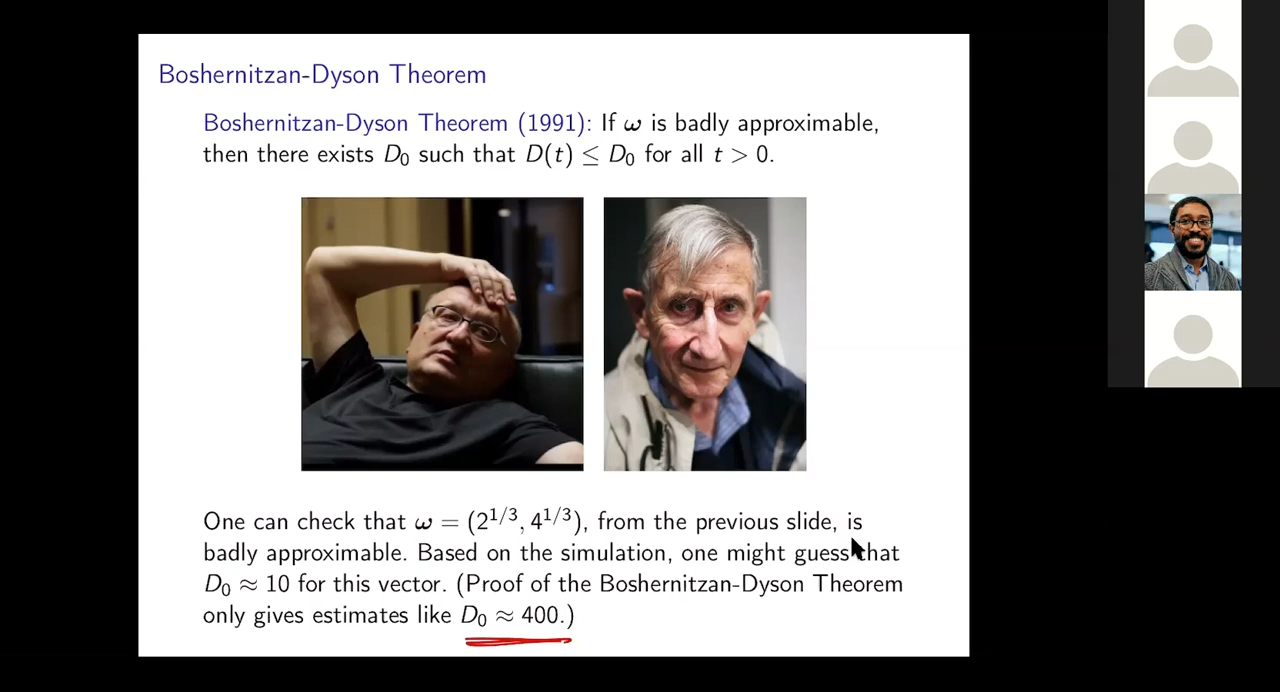 Boshernitzan-Dyson Theorem
Boshernitzan-Dyson Theorem (1991): If ω is badly approximable,
then there exists D₀ such that D(t) ≤ D₀ for all t > 0.
One can check that ω = (2^{1/3}, 4^{1/3}), from the previous slide, is
badly approximable. Based on the simulation, one might guess that
D₀ ≈ 10 for this vector. (Proof of the Boshernitzan-Dyson Theorem
only gives estimates like D₀ ≈ 400.)